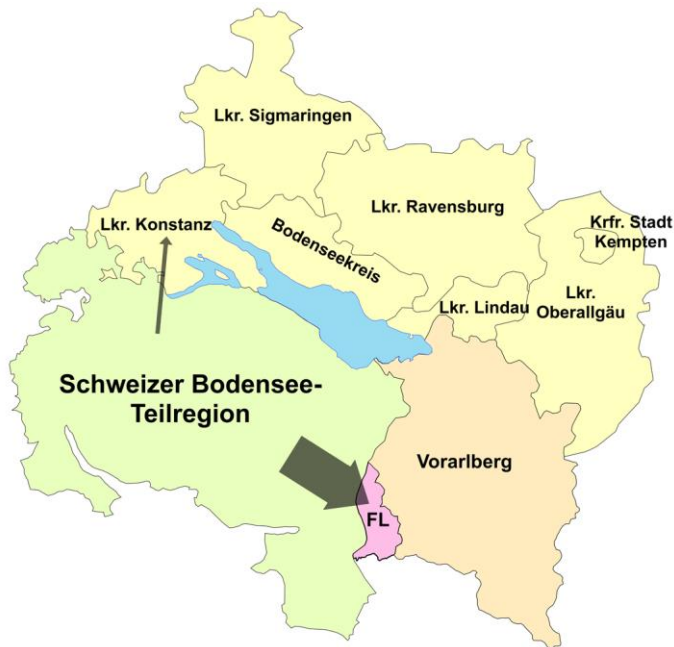 Lkr. Sigmaringen
Lkr. Ravensburg
Krfr. Stadt
Kempten
Lkr. Konstanz
Bodenseekreis
Lkr. Lindau
Lkr.
Oberallgäu
Schweizer Bodensee-
Teilregion
Vorarlberg
FL